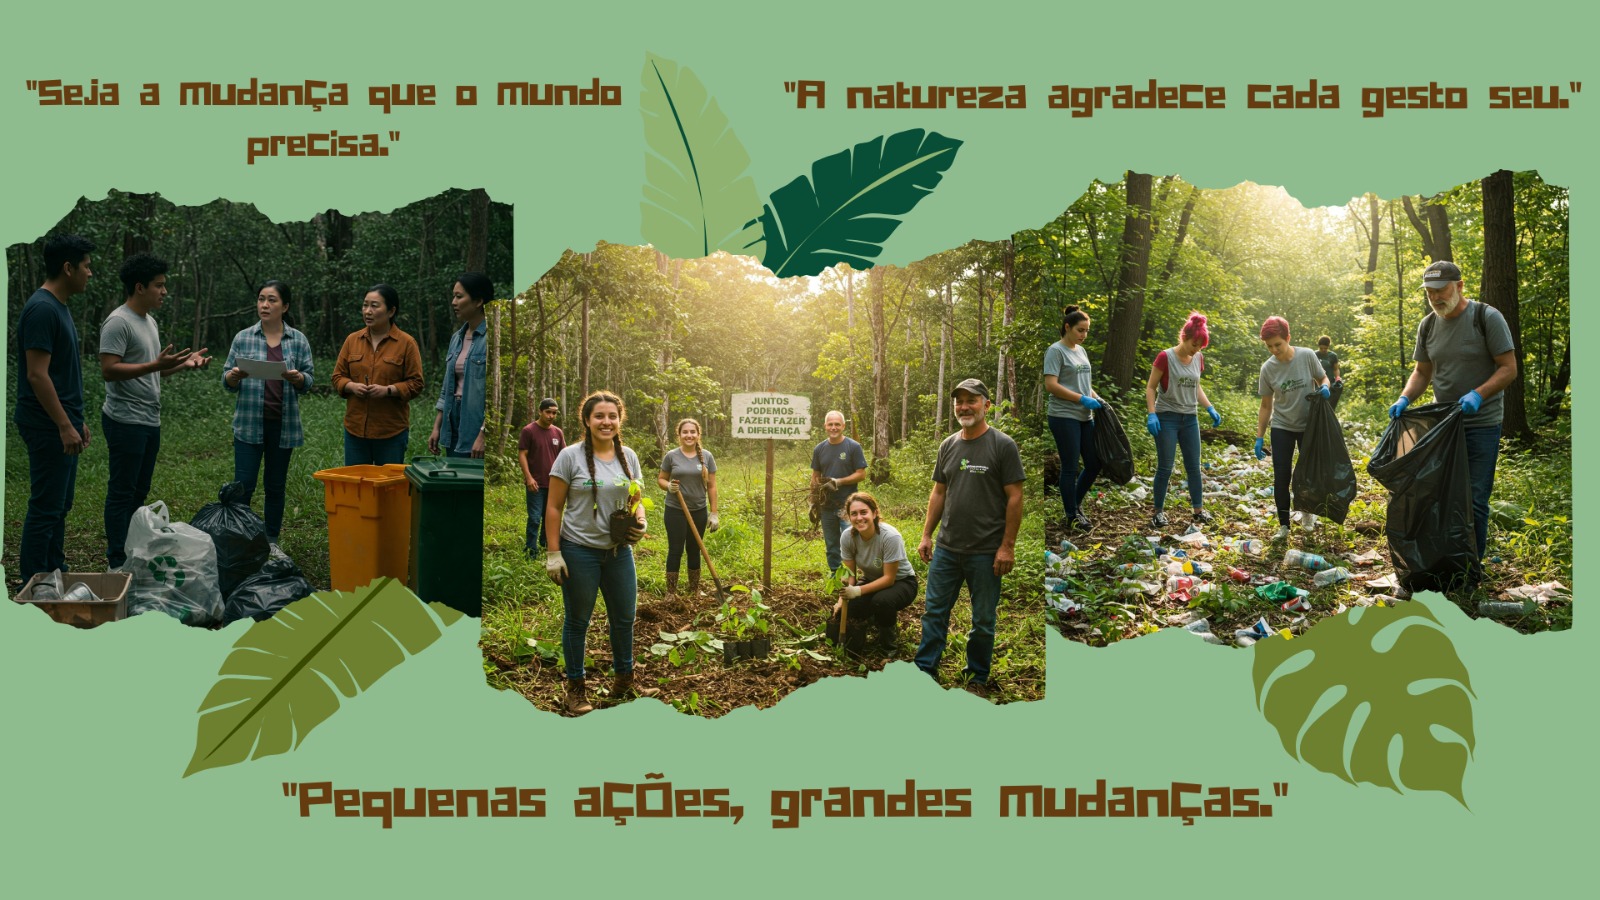 "Seja a mudança que o mundo
precisa."
"A natureza agradece cada gesto seu."
JUNTOS
PODEMOS
FAZER FAZER
A DIFERENÇA
"Pequenas ações, grandes mudanças."